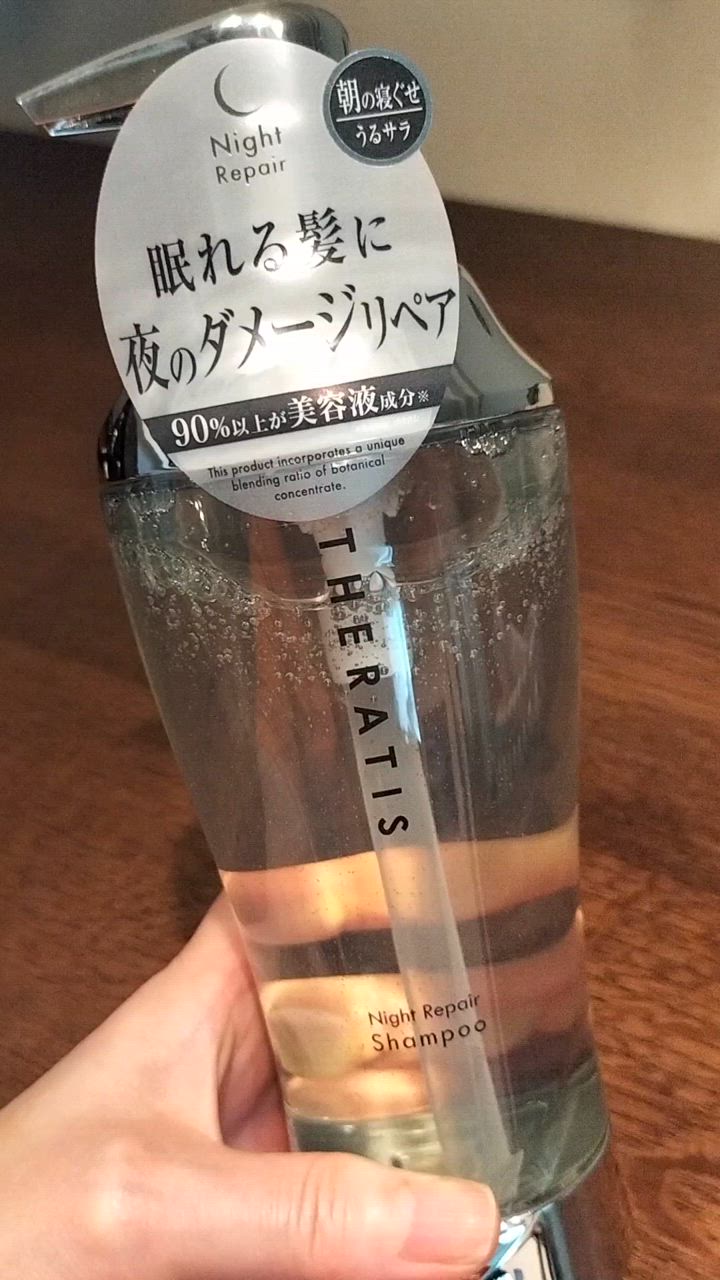 Night
Repair
朝の寝ぐせ
うるサラ
眠れる髪に
夜のダメージリペア
90%以上が美容液成分※
This product incorporates a unique
blending ratio of botanical
concentrate.
THERATIS
Night Repair
Shampoo